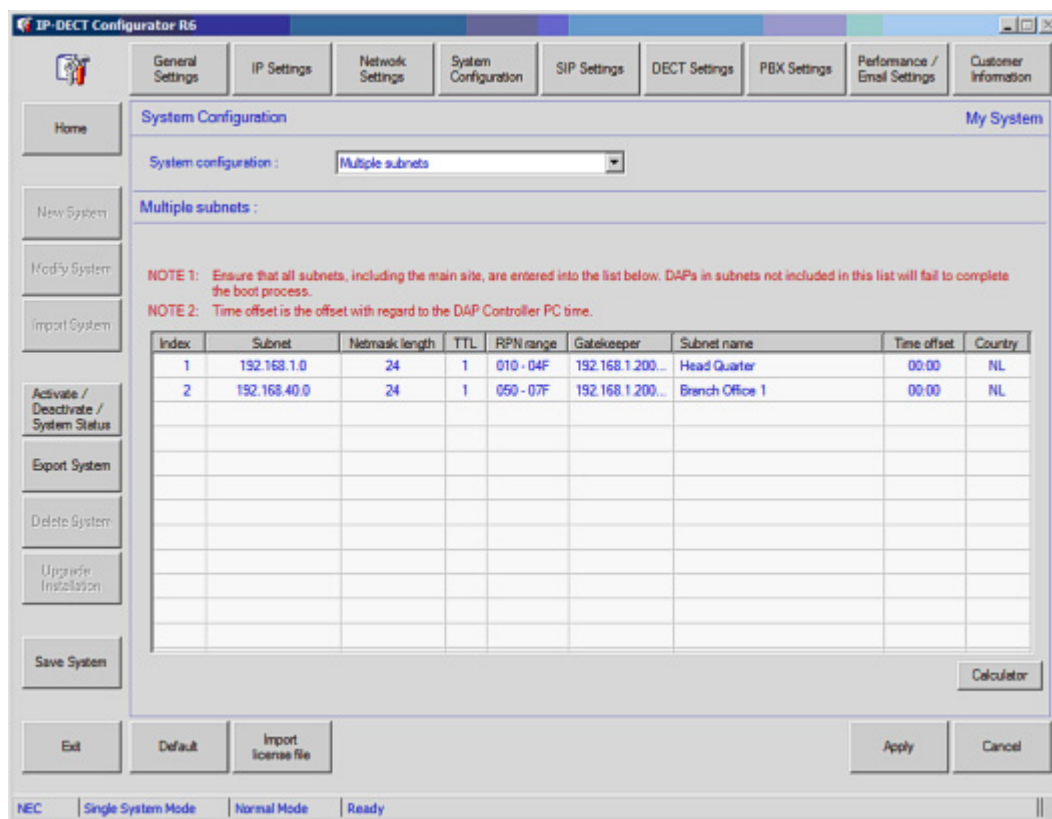 IP-DECT Configurator R6
General
Settings
IP Settings
Network
Settings
System
Configuration
SIP Settings
DECT Settings
PBX Settings
Performance /
Email Settings
Customer
Information
Home
System Configuration
My System
System configuration :
Multiple subnets
New System
Multiple subnets :
Modify System
NOTE 1: Ensure that all subnets, including the main site, are entered into the list below. DAPs in subnets not included in this list will fail to complete
the boot process.
NOTE 2: Time offset is the offset with regard to the DAP Controller PC time.
Import System
Index Subnet Netmask length TTL RPN range Gatekeeper Subnet name Time offset Country
1 192.168.1.0 24 1 010 - 04F 192.168.1.200... Head Quarter 00:00 NL
2 192.168.40.0 24 1 050 - 07F 192.168.1.200... Branch Office 1 00:00 NL
Activate /
Deactivate /
System Status
Export System
Delete System
Upgrade
Installation
Save System
Calculator
Exit
Default
Import
license file
Apply
Cancel
NEC Single System Mode Normal Mode Ready